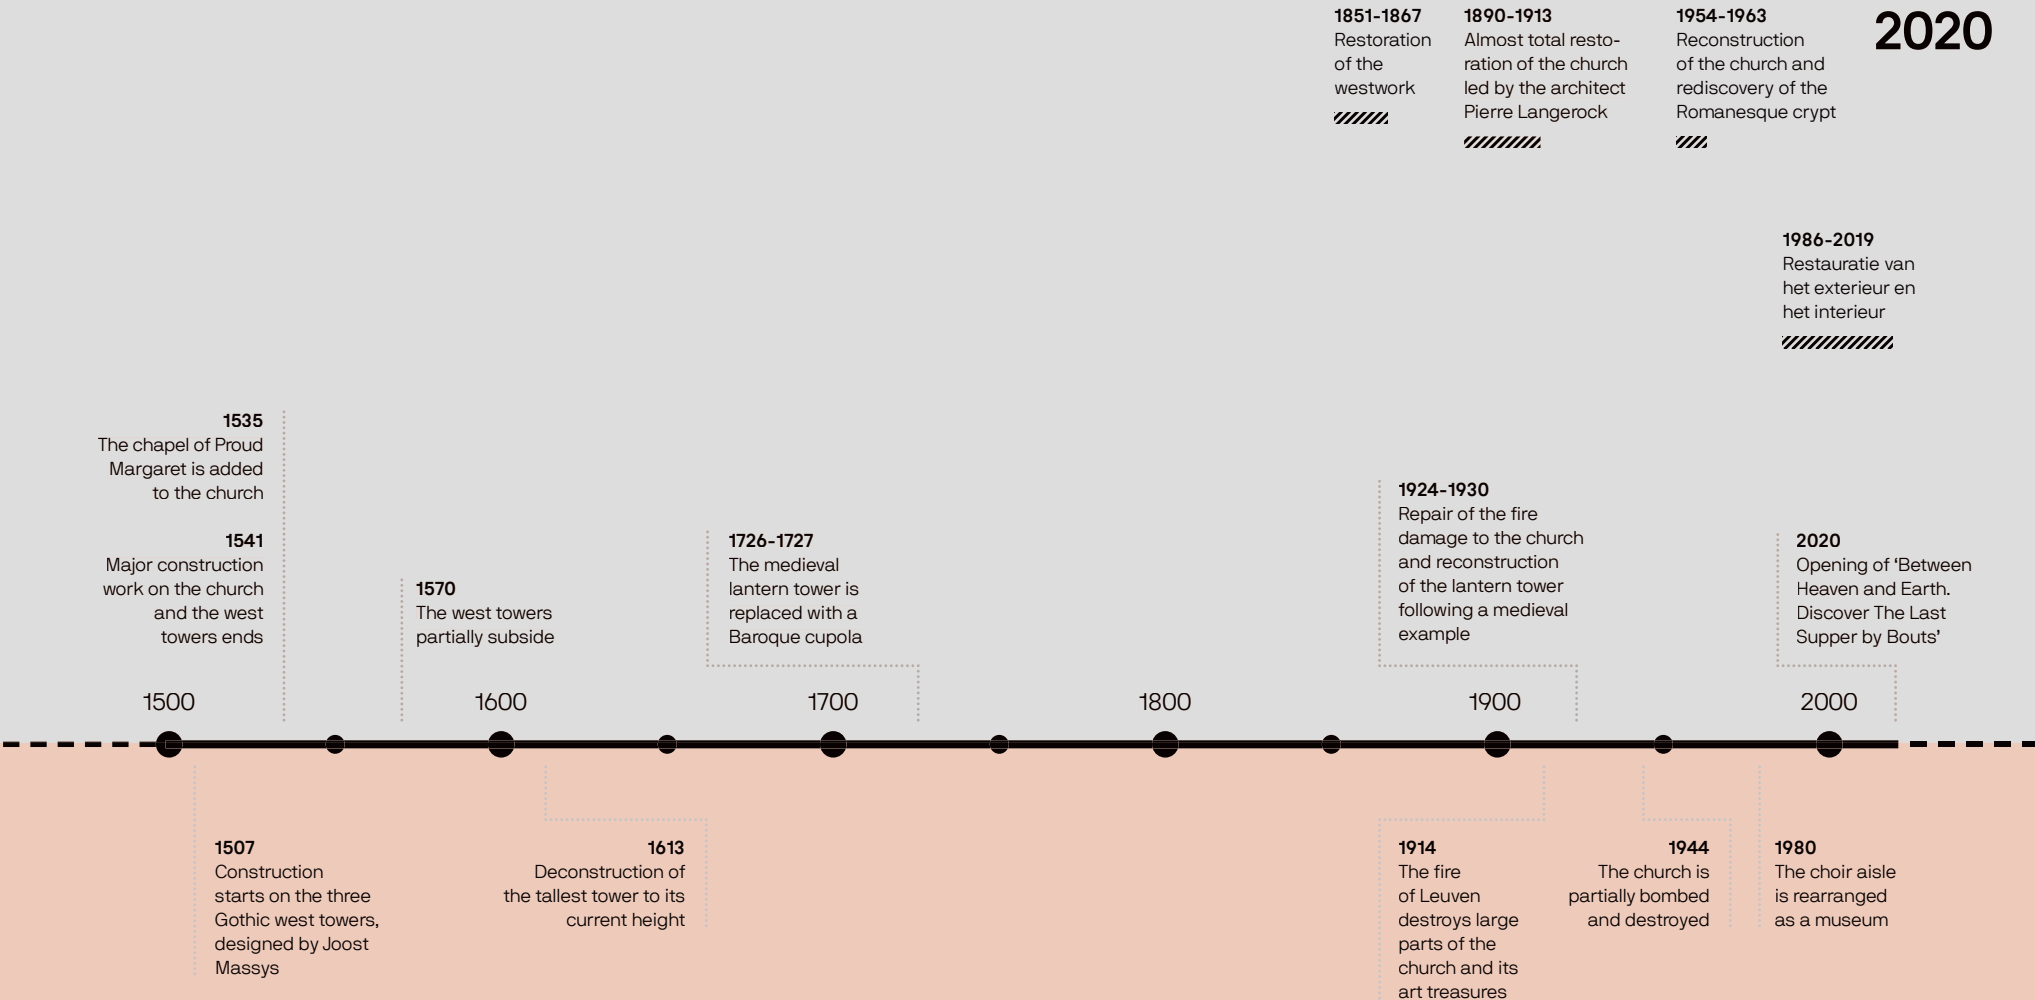 1851-1867
Restoration
of the
westwork
1890-1913
Almost total resto-
ration of the church
led by the architect
Pierre Langerock
1954-1963
Reconstruction
of the church and
rediscovery of the
Romanesque crypt
2020
1986-2019
Restauratie van
het exterieur en
het interieur
1535
The chapel of Proud
Margaret is added
to the church
1541
Major construction
work on the church
and the west
towers ends
1570
The west towers
partially subside
1726-1727
The medieval
lantern tower is
replaced with a
Baroque cupola
1924-1930
Repair of the fire
damage to the church
and reconstruction
of the lantern tower
following a medieval
example
2020
Opening of ‘Between
Heaven and Earth.
Discover The Last
Supper by Bouts’
1500
1600
1700
1800
1900
2000
1507
Construction
starts on the three
Gothic west towers,
designed by Joost
Massys
1613
Deconstruction of
the tallest tower to its
current height
1914
The fire
of Leuven
destroys large
parts of the
church and its
art treasures
1944
The church is
partially bombed
and destroyed
1980
The choir aisle
is rearranged
as a museum